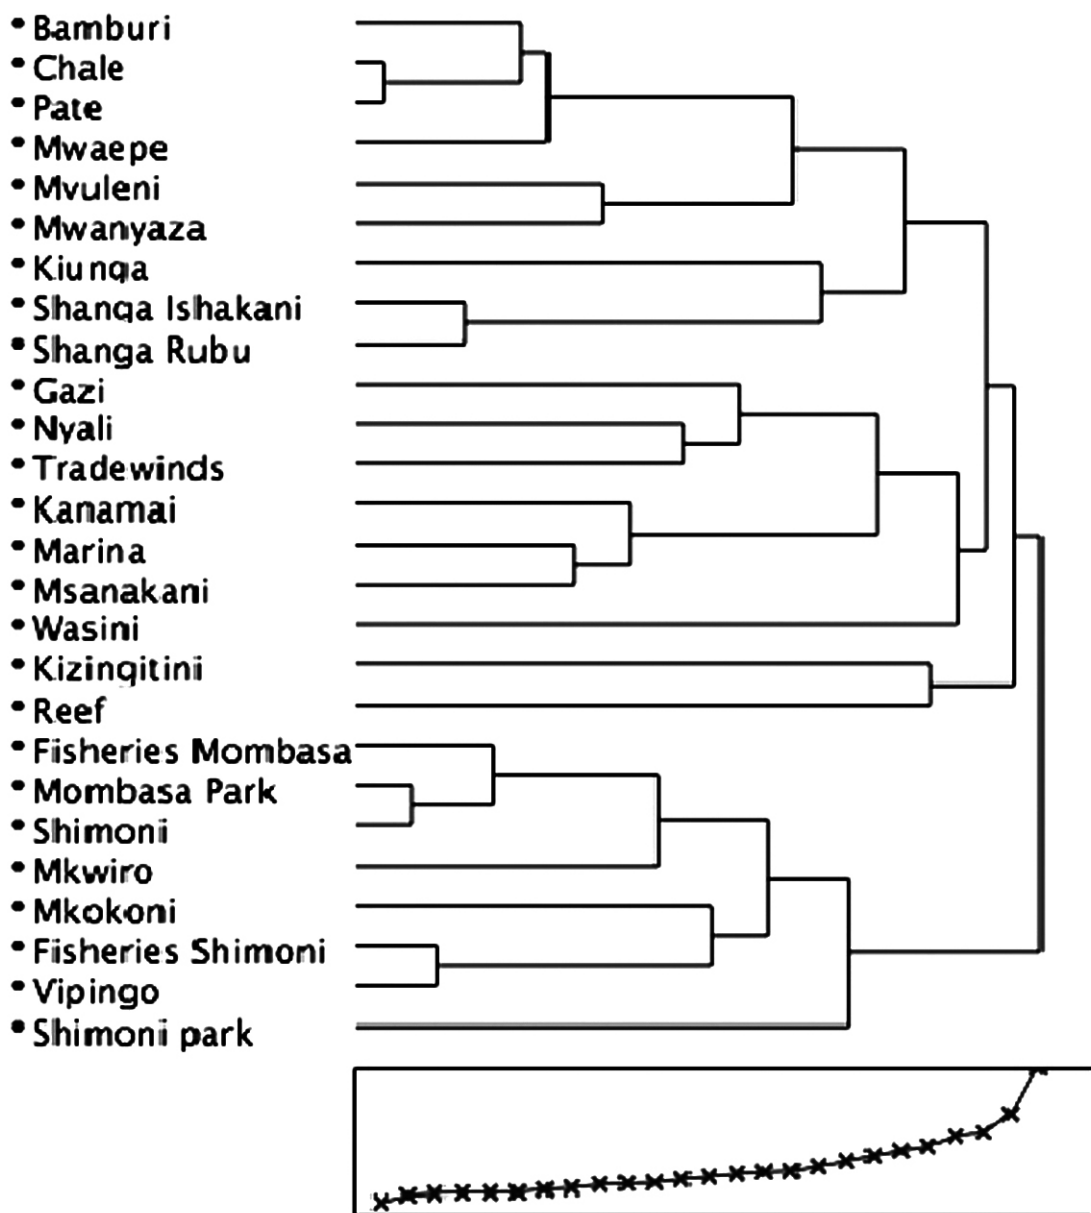 • Bamburi
• Chale
• Pate
• Mwaepe
• Mvuleni
• Mwanyaza
• Kiunga
• Shanga Ishakani
• Shanga Rubu
• Gazi
• Nyali
• Tradewinds
• Kanamai
• Marina
• Msanakani
• Wasini
• Kizingitini
• Reef
• Fisheries Mombasa
• Mombasa Park
• Shimoni
• Mkwiro
• Mkokoni
• Fisheries Shimoni
• Vipingo
• Shimoni park